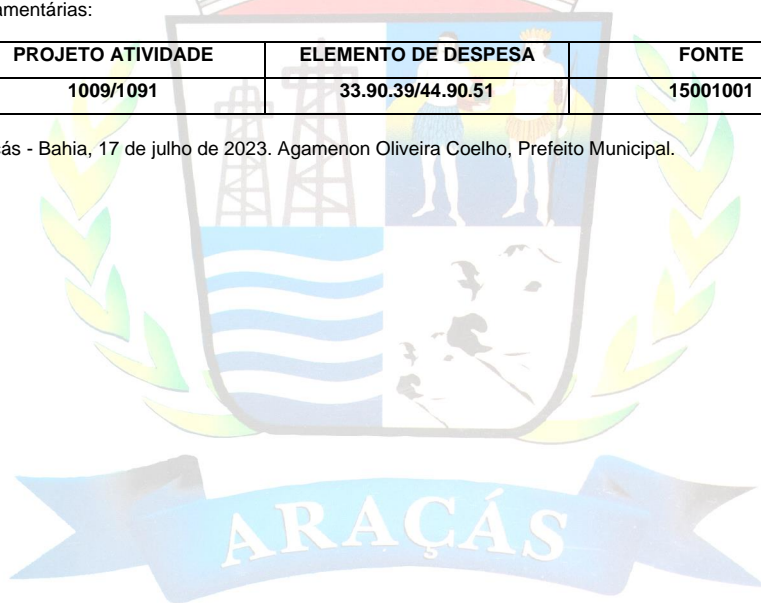 amentárias:
PROJETO ATIVIDADE ELEMENTO DE DESPESA FONTE
1009/1091 33.90.39/44.90.51 15001001
ás - Bahia, 17 de julho de 2023. Agamenon Oliveira Coelho, Prefeito Municipal.
ARAÇÁS